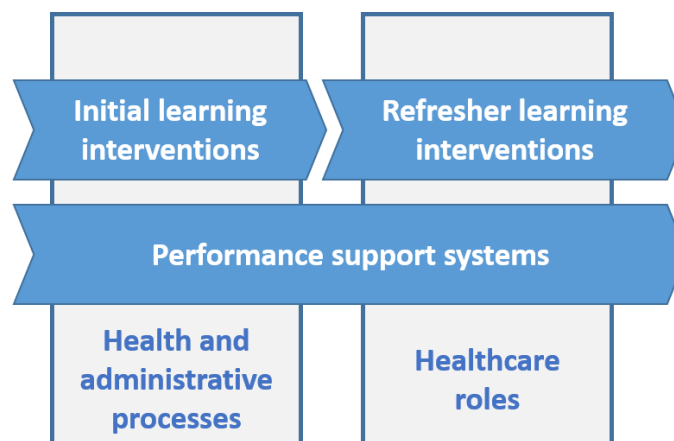 Initial learning
interventions
Refresher learning
interventions
Performance support systems
Health and
administrative
processes
Healthcare
roles